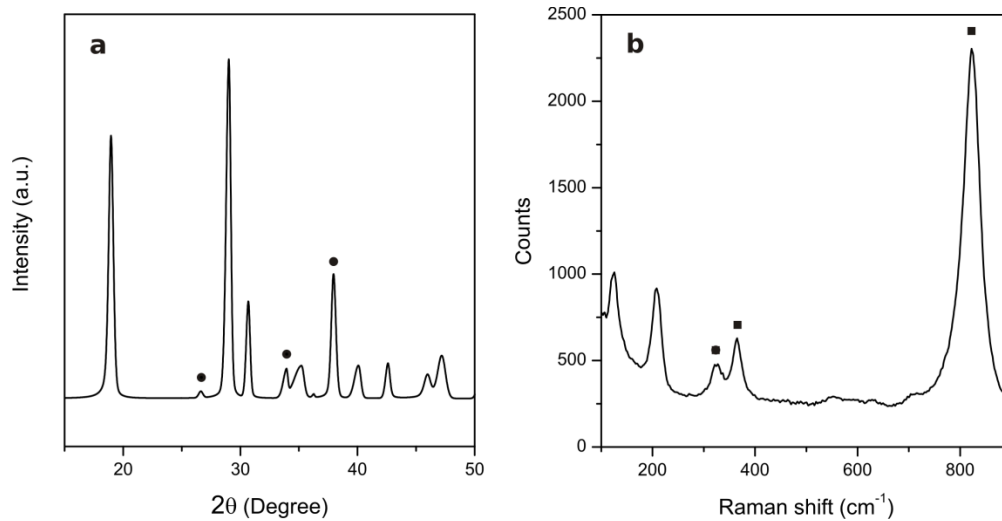 a
Intensity (a.u.)
20 30 40 50
2θ (Degree)
b
2500
2000
1500
1000
500
0
Counts
200 400 600 800
Raman shift (cm⁻¹)